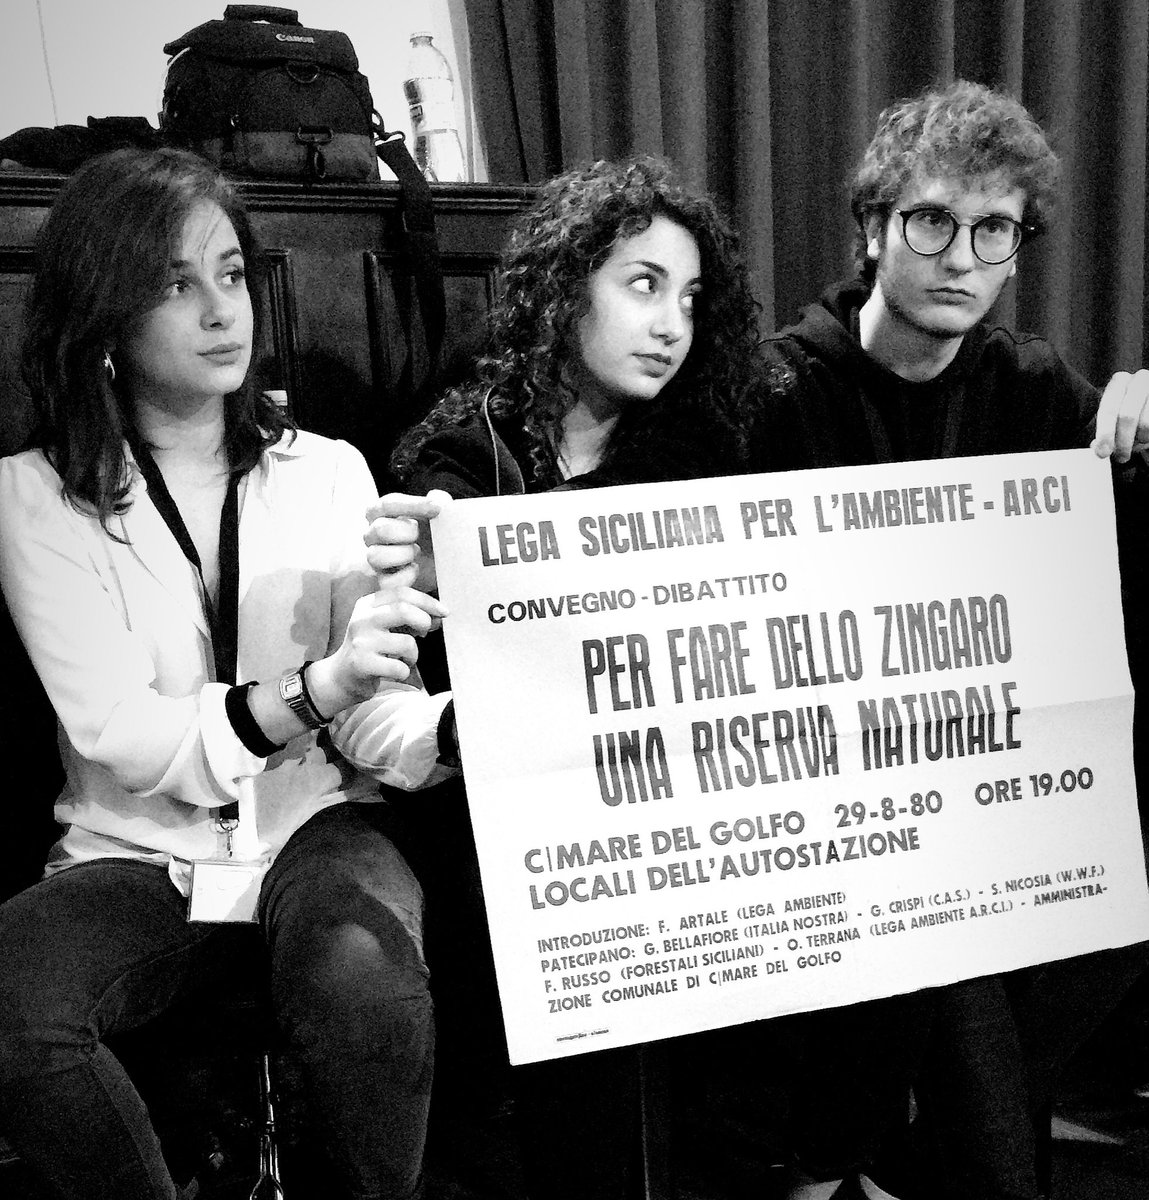 Canon
LEGA SICILIANA PER L'AMBIENTE - ARCI
CONVEGNO - DIBATTITO
PER FARE DELLO ZINGARO
UNA RISERVA NATURALE
C/MARE DEL GOLFO 29-8-80 ORE 19,00
LOCALI DELL'AUTOSTAZIONE
INTRODUZIONE: F. ARTALE (LEGA AMBIENTE)
PATECIPANO: G. BELLAFIORE (ITALIA NOSTRA) - G. CRISPI (C.A.S.) - S. NICOSIA (W.W.F.)
F. RUSSO (FORESTALI SICILIANI) - O. TERRANA (LEGA AMBIENTE A.R.C.I.) - AMMINISTRA-
ZIONE COMUNALE DI C/MARE DEL GOLFO